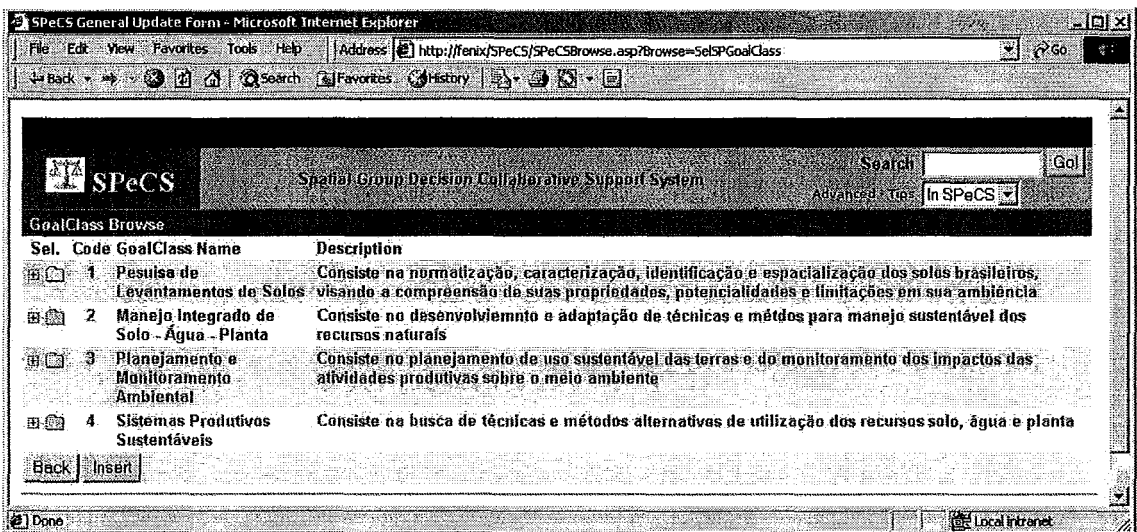 SPeCS General Update Form - Microsoft Internet Explorer
File Edit View Favorites Tools Help Address http://fenix/SPeCS/SPeCSBrowse.asp?Browse=SelSPGoalClass Go
Back Search Favorites History
SPeCS Spatial Group Decision Collaborative Support System Search Go!
Advanced - Tips In SPeCS
GoalClass Browse
Sel. Code GoalClass Name Description
1 Pesuisa de Consiste na normatização, caracterização, identificação e espacialização dos solos brasileiros,
Levantamentos de Solos visando a compreensão de suas propriedades, potencialidades e limitações em sua ambiência
2 Manejo Integrado de Consiste no desenvolviemnto e adaptação de técnicas e métdos para manejo sustentável dos
Solo - Água - Planta recursos naturais
3 Planejamento e Consiste no planejamento de uso sustentável das terras e do monitoramento dos impactos das
Monitoramento atividades produtivas sobre o meio ambiente
Ambiental
4 Sistemas Produtivos Consiste na busca de técnicas e métodos alternativos de utilização dos recursos solo, água e planta
Sustentáveis
Back Insert
Done Local intranet